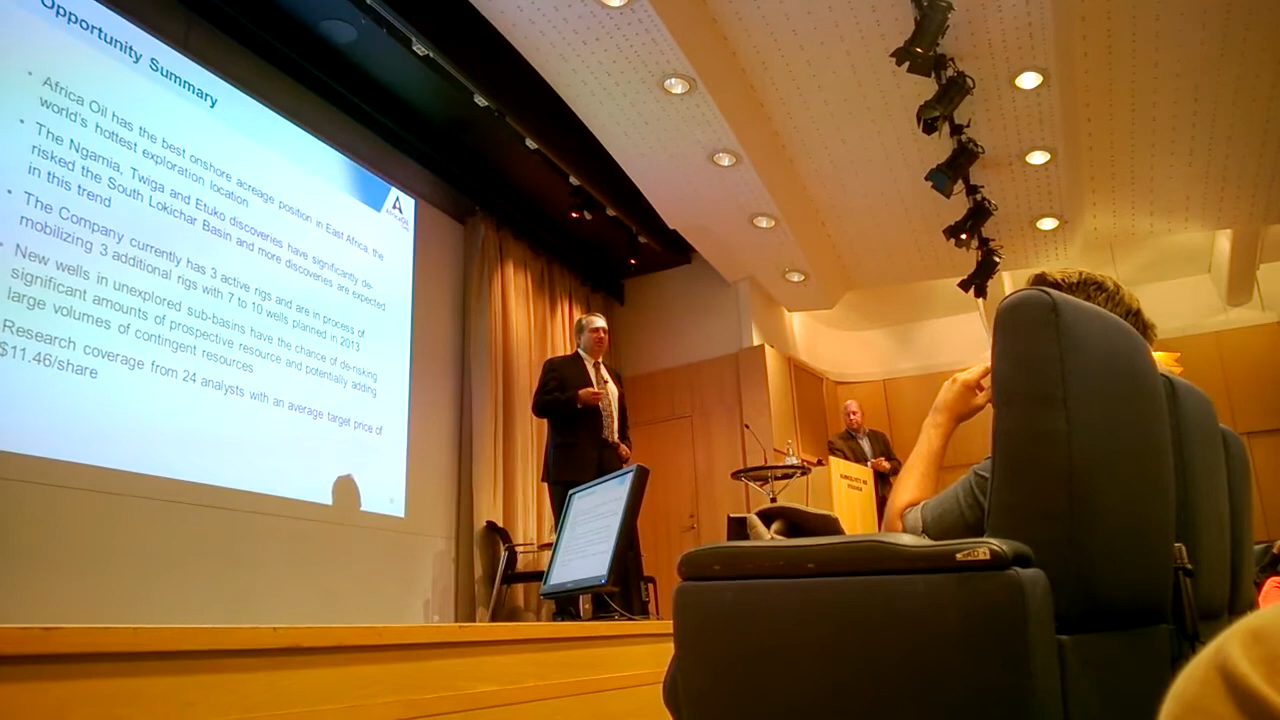 Opportunity Summary
• Africa Oil has the best onshore acreage position in East Africa, the
world's hottest exploration location
• The Ngamia, Twiga and Etuko discoveries have significantly de-
risked the South Lokichar Basin and more discoveries are expected
in this trend
• The Company currently has 3 active rigs and are in process of
mobilizing 3 additional rigs with 7 to 10 wells planned in 2013
• New wells in unexplored sub-basins have the chance of de-risking
significant amounts of prospective resource and potentially adding
large volumes of contingent resources
Research coverage from 24 analysts with an average target price of
$11.46/share